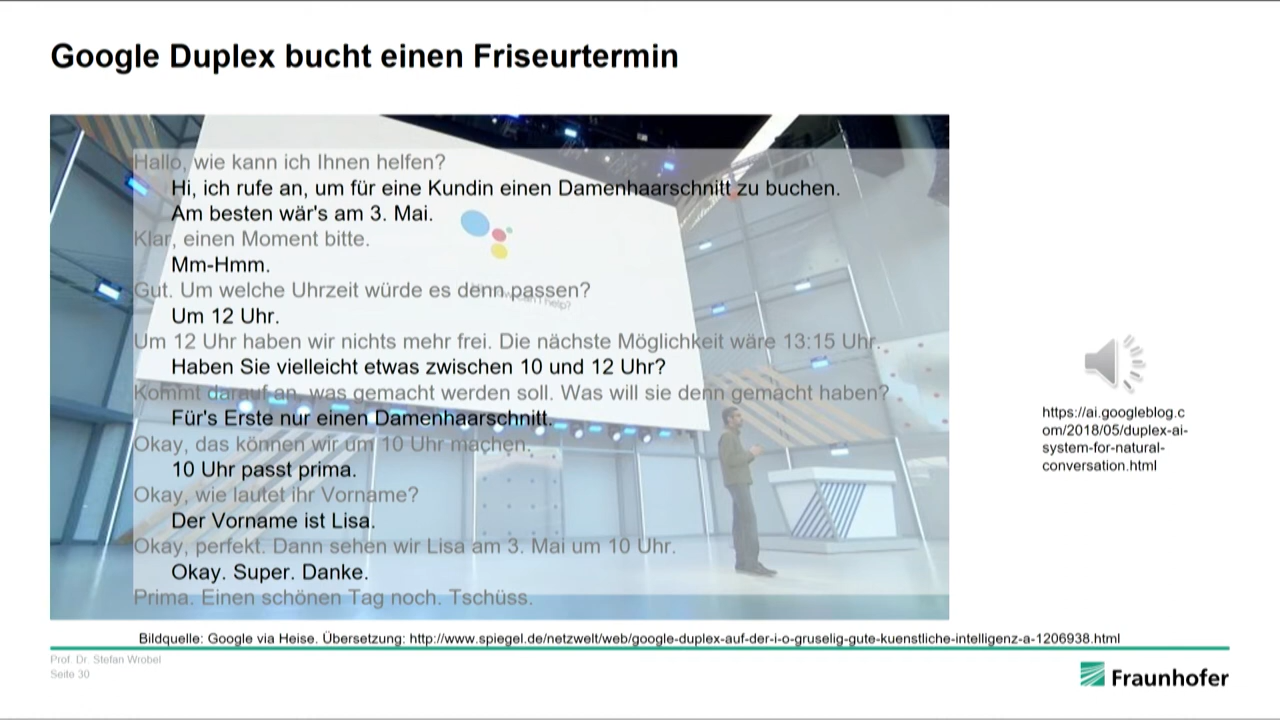 Google Duplex bucht einen Friseurtermin
Hallo, wie kann ich Ihnen helfen?
Hi, ich rufe an, um für eine Kundin einen Damenhaarschnitt zu buchen.
Am besten wär's am 3. Mai.
Klar, einen Moment bitte.
Mm-Hmm.
Gut. Um welche Uhrzeit würde es denn passen?
Um 12 Uhr.
Um 12 Uhr haben wir nichts mehr frei. Die nächste Möglichkeit wäre 13:15 Uhr.
Haben Sie vielleicht etwas zwischen 10 und 12 Uhr?
Kommt darauf an, was gemacht werden soll. Was will sie denn gemacht haben?
Für's Erste nur einen Damenhaarschnitt.
Okay, das können wir um 10 Uhr machen.
10 Uhr passt prima.
Okay, wie lautet ihr Vorname?
Der Vorname ist Lisa.
Okay, perfekt. Dann sehen wir Lisa am 3. Mai um 10 Uhr.
Okay. Super. Danke.
Prima. Einen schönen Tag noch. Tschüss.
https://ai.googleblog.c
om/2018/05/duplex-ai-
system-for-natural-
conversation.html
Bildquelle: Google via Heise. Übersetzung: http://www.spiegel.de/netzwelt/web/google-duplex-auf-der-i-o-gruselig-gute-kuenstliche-intelligenz-a-1206938.html
Prof. Dr. Stefan Wrobel
Seite 30
Fraunhofer